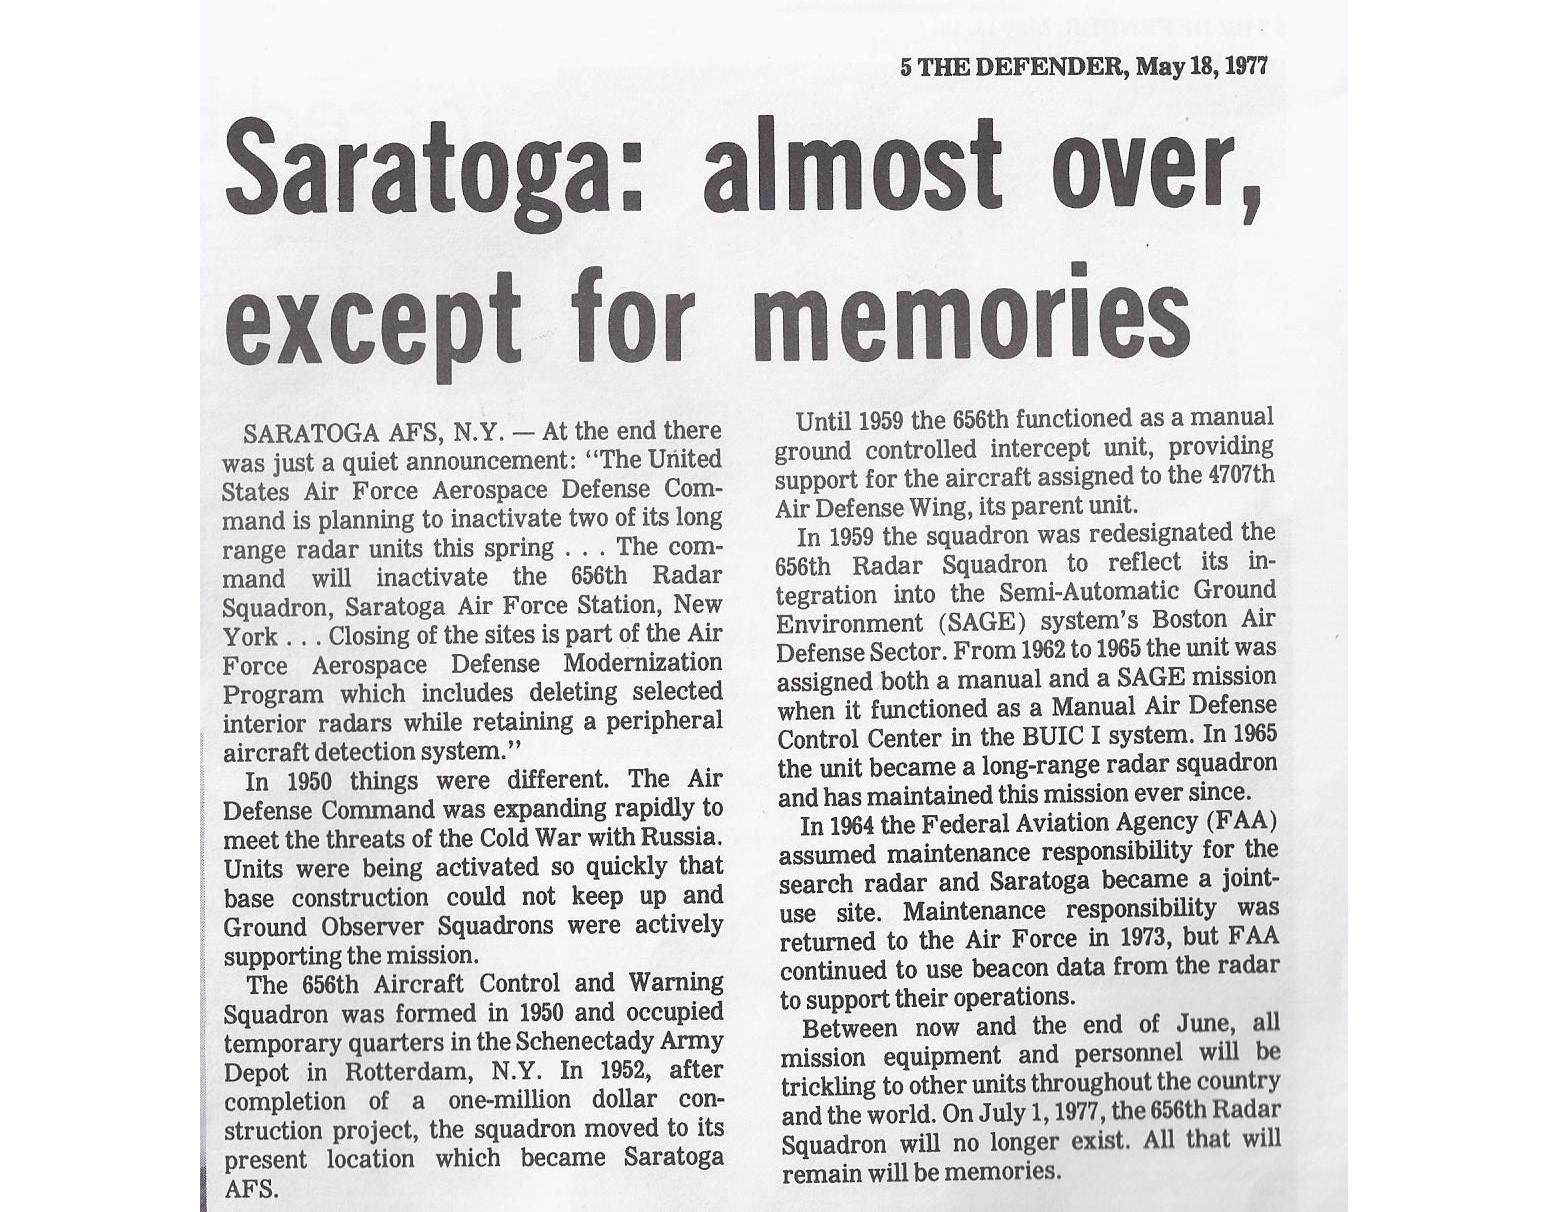 5 THE DEFENDER, May 18, 1977
Saratoga: almost over,
except for memories
SARATOGA AFS, N.Y. — At the end there
was just a quiet announcement: “The United
States Air Force Aerospace Defense Com-
mand is planning to inactivate two of its long
range radar units this spring . . . The com-
mand will inactivate the 656th Radar
Squadron, Saratoga Air Force Station, New
York . . . Closing of the sites is part of the Air
Force Aerospace Defense Modernization
Program which includes deleting selected
interior radars while retaining a peripheral
aircraft detection system.”
In 1950 things were different. The Air
Defense Command was expanding rapidly to
meet the threats of the Cold War with Russia.
Units were being activated so quickly that
base construction could not keep up and
Ground Observer Squadrons were actively
supporting the mission.
The 656th Aircraft Control and Warning
Squadron was formed in 1950 and occupied
temporary quarters in the Schenectady Army
Depot in Rotterdam, N.Y. In 1952, after
completion of a one-million dollar con-
struction project, the squadron moved to its
present location which became Saratoga
AFS.
Until 1959 the 656th functioned as a manual
ground controlled intercept unit, providing
support for the aircraft assigned to the 4707th
Air Defense Wing, its parent unit.
In 1959 the squadron was redesignated the
656th Radar Squadron to reflect its in-
tegration into the Semi-Automatic Ground
Environment (SAGE) system’s Boston Air
Defense Sector. From 1962 to 1965 the unit was
assigned both a manual and a SAGE mission
when it functioned as a Manual Air Defense
Control Center in the BUIC I system. In 1965
the unit became a long-range radar squadron
and has maintained this mission ever since.
In 1964 the Federal Aviation Agency (FAA)
assumed maintenance responsibility for the
search radar and Saratoga became a joint-
use site. Maintenance responsibility was
returned to the Air Force in 1973, but FAA
continued to use beacon data from the radar
to support their operations.
Between now and the end of June, all
mission equipment and personnel will be
trickling to other units throughout the country
and the world. On July 1, 1977, the 656th Radar
Squadron will no longer exist. All that will
remain will be memories.